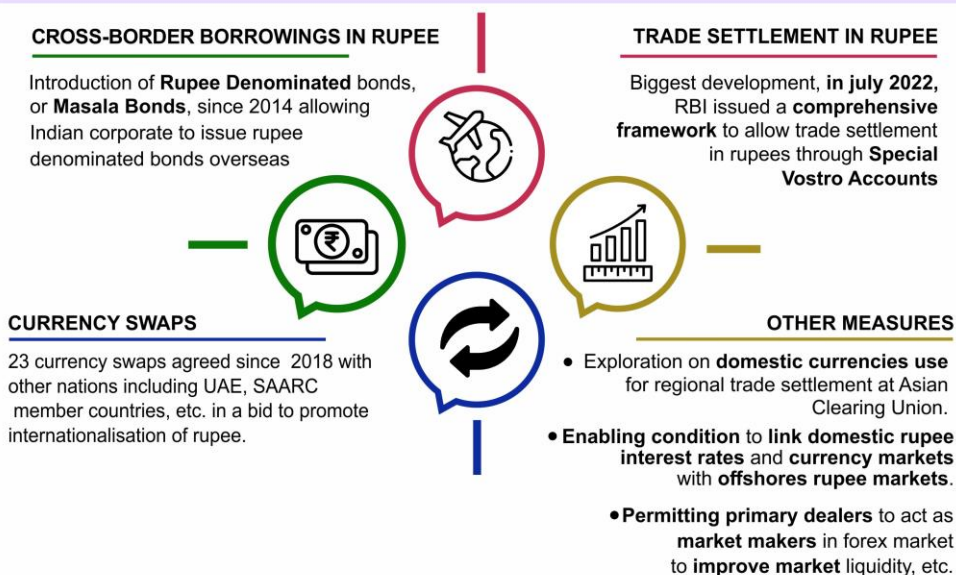 CROSS-BORDER BORROWINGS IN RUPEE
Introduction of Rupee Denominated bonds,
or Masala Bonds, since 2014 allowing
Indian corporate to issue rupee
denominated bonds overseas
TRADE SETTLEMENT IN RUPEE
Biggest development, in july 2022,
RBI issued a comprehensive
framework to allow trade settlement
in rupees through Special
Vostro Accounts
₹
CURRENCY SWAPS
23 currency swaps agreed since 2018 with
other nations including UAE, SAARC
member countries, etc. in a bid to promote
internationalisation of rupee.
OTHER MEASURES
● Exploration on domestic currencies use
for regional trade settlement at Asian
Clearing Union.
● Enabling condition to link domestic rupee
interest rates and currency markets
with offshores rupee markets.
● Permitting primary dealers to act as
market makers in forex market
to improve market liquidity, etc.